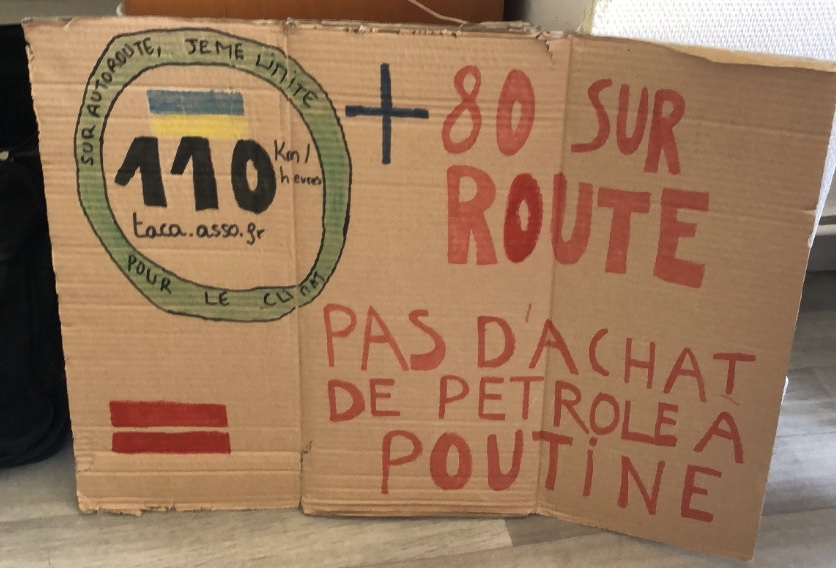 SUR AUTOROUTE, JE ME LIMITE
110 Km/
heures
taca.asso.fr
POUR LE CLIMAT
+ 80 SUR
ROUTE
= PAS D'ACHAT
DE PETROLE À
POUTINE